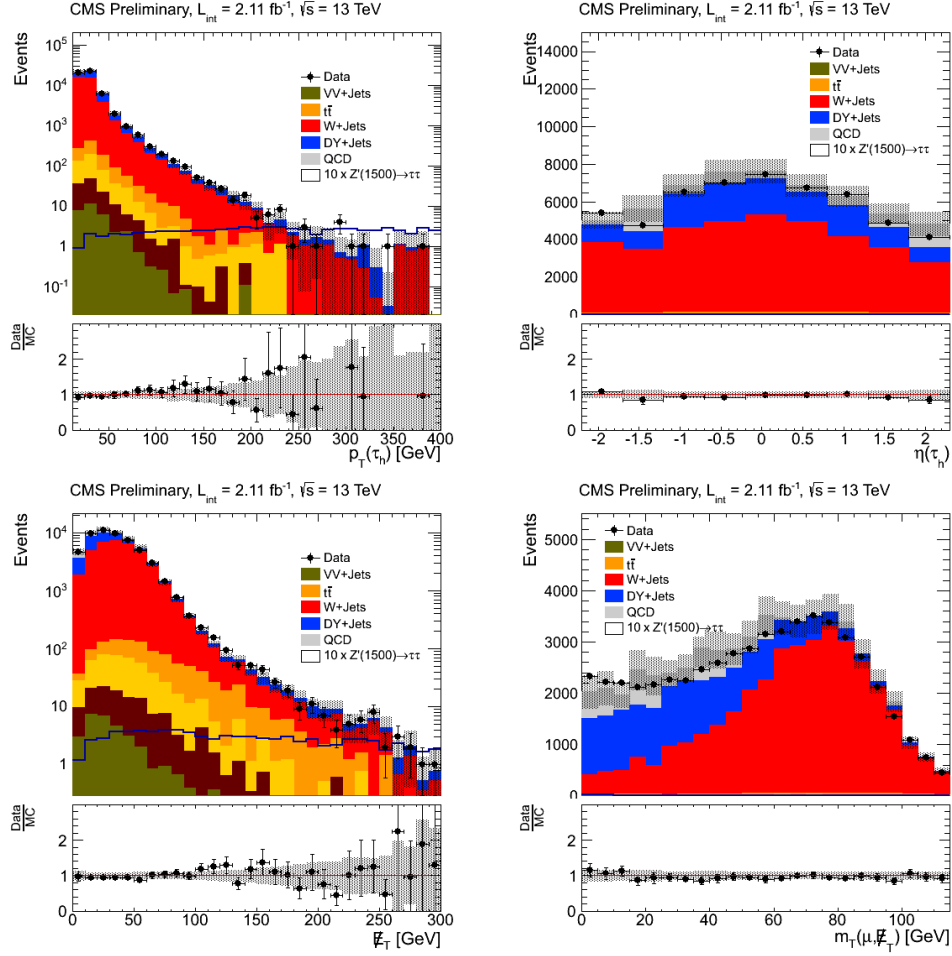 CMS Preliminary, L_int = 2.11 fb⁻¹, √s = 13 TeV
Events
10⁵
10⁴
10³
10²
10
1
10⁻¹
Data
VV+Jets
tt̄
W+Jets
DY+Jets
QCD
10 x Z'(1500)→ττ
Data/MC
2
1
0
50 100 150 200 250 300 350 400
p_T(τ_h) [GeV]
CMS Preliminary, L_int = 2.11 fb⁻¹, √s = 13 TeV
Events
14000
12000
10000
8000
6000
4000
2000
0
Data
VV+Jets
tt̄
W+Jets
DY+Jets
QCD
10 x Z'(1500)→ττ
Data/MC
2
1
0
-2 -1.5 -1 -0.5 0 0.5 1 1.5 2
η(τ_h)
CMS Preliminary, L_int = 2.11 fb⁻¹, √s = 13 TeV
Events
10⁴
10³
10²
10
1
Data
VV+Jets
tt̄
W+Jets
DY+Jets
QCD
10 x Z'(1500)→ττ
Data/MC
2
1
0
0 50 100 150 200 250 300
E̸_T [GeV]
CMS Preliminary, L_int = 2.11 fb⁻¹, √s = 13 TeV
Events
5000
4000
3000
2000
1000
0
Data
VV+Jets
tt̄
W+Jets
DY+Jets
QCD
10 x Z'(1500)→ττ
Data/MC
2
1
0
0 20 40 60 80 100
m_T(μ,E̸_T) [GeV]